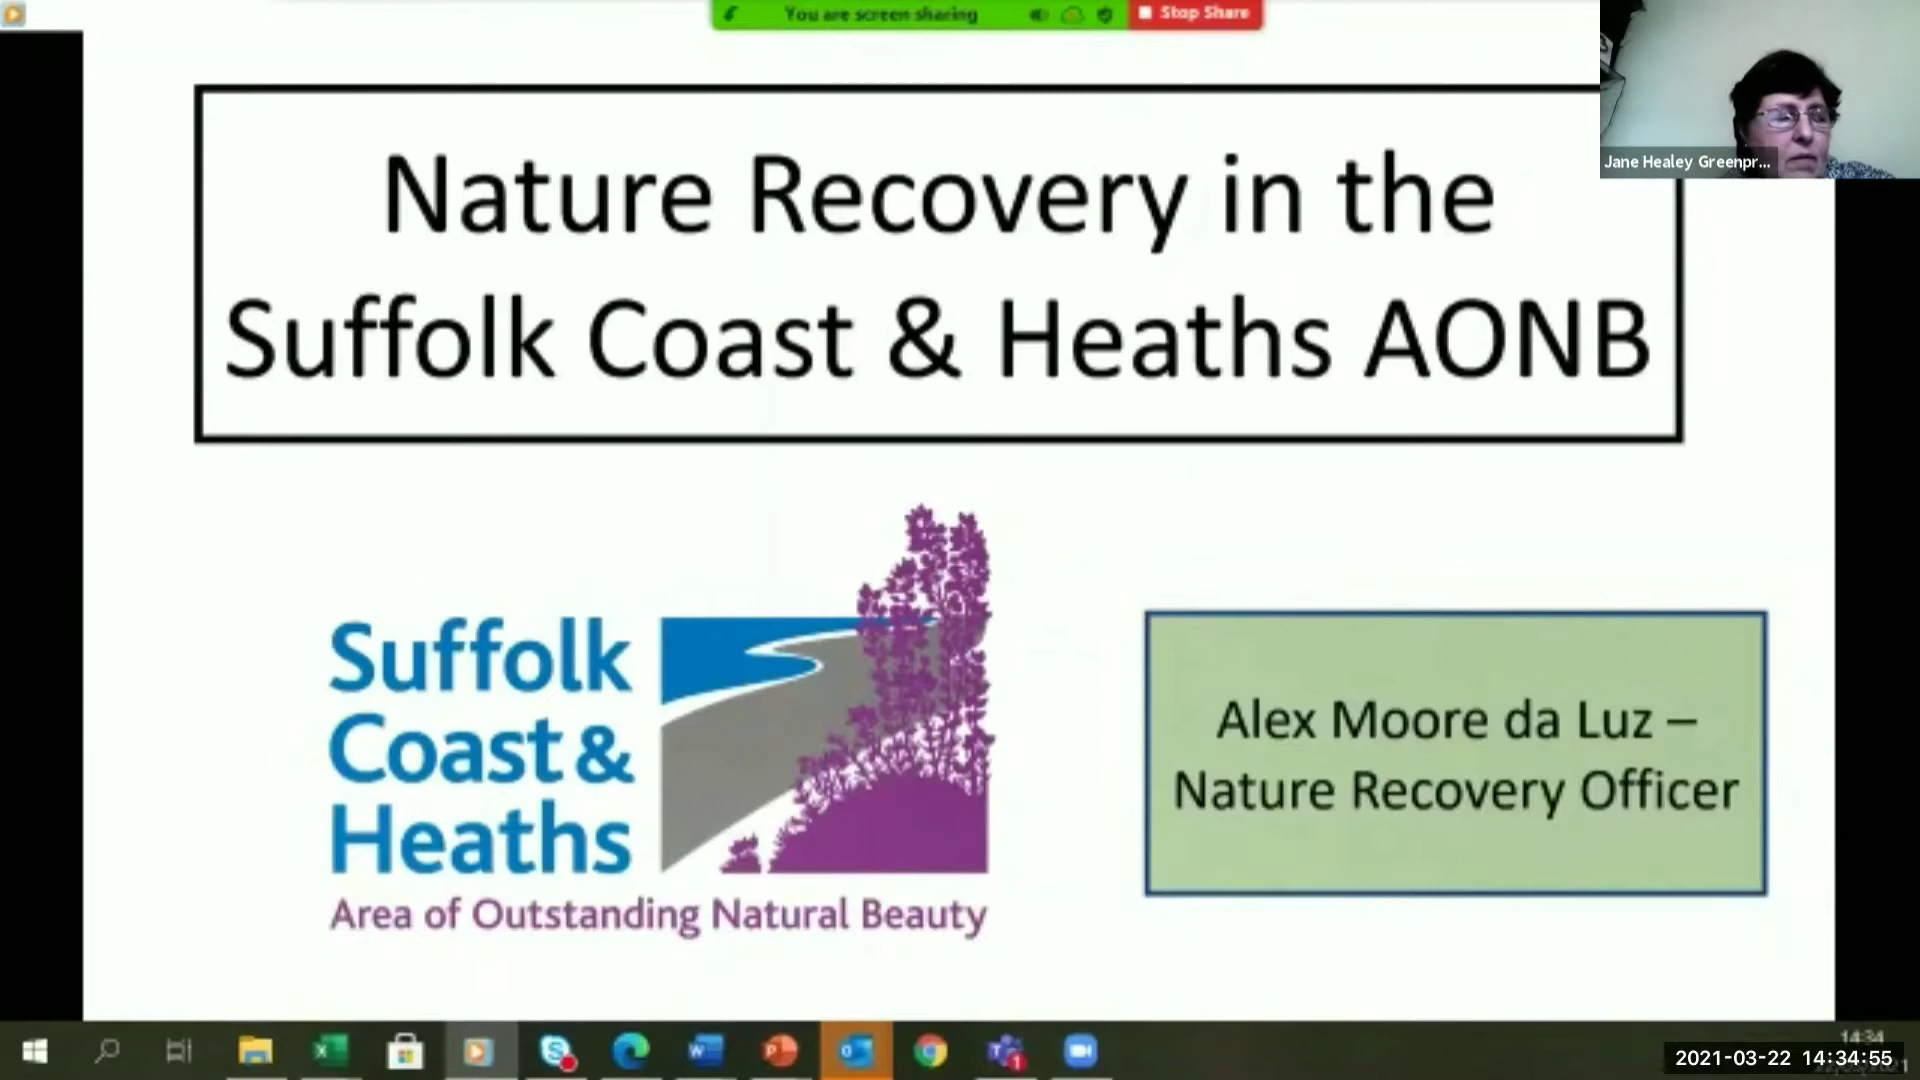 You are screen sharing
Stop Share
Jane Healey Greenpr...
Nature Recovery in the
Suffolk Coast & Heaths AONB
Suffolk
Coast &
Heaths
Area of Outstanding Natural Beauty
Alex Moore da Luz –
Nature Recovery Officer
14:34
2021-03-22 14:34:55